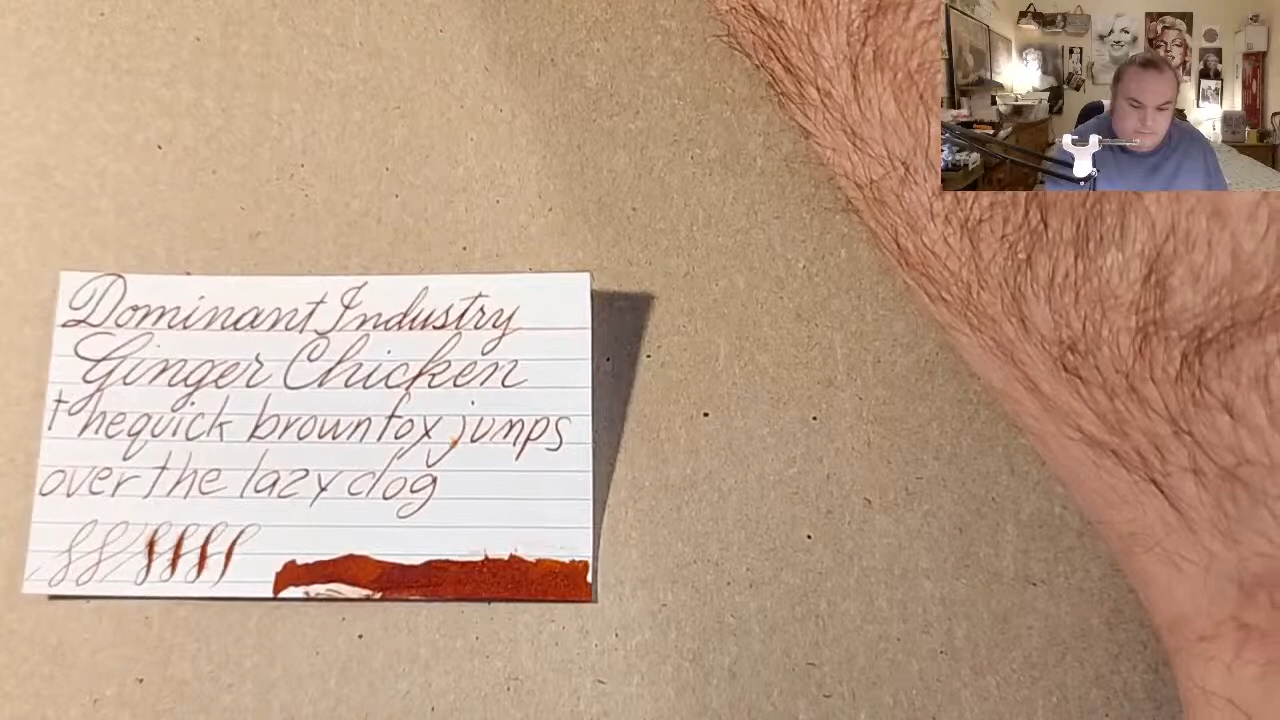 Dominant Industry
Ginger Chicken
the quick brown fox jumps
over the lazy dog